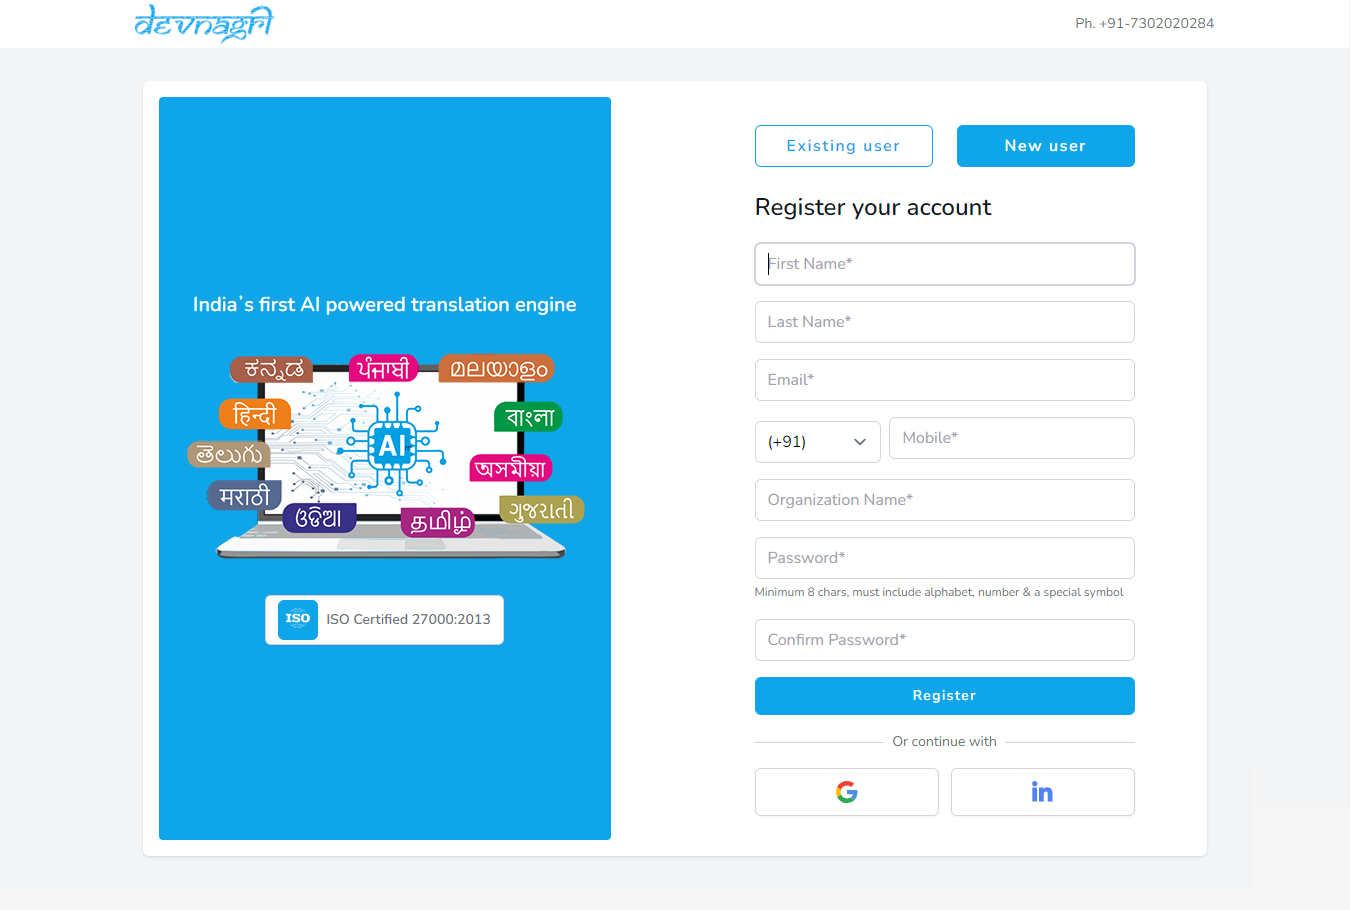 devnagri
Ph. +91-7302020284
India's first AI powered translation engine
ಕನ್ನಡ
ਪੰਜਾਬੀ
മലയാളം
हिन्दी
বাংলা
తెలుగు
AI
অসমীয়া
मराठी
ଓଡିଆ
தமிழ்
ગુજરાતી
ISO
ISO Certified 27000:2013
Existing user
New user
Register your account
First Name*
Last Name*
Email*
(+91)
Mobile*
Organization Name*
Password*
Minimum 8 chars, must include alphabet, number & a special symbol
Confirm Password*
Register
Or continue with
G
in